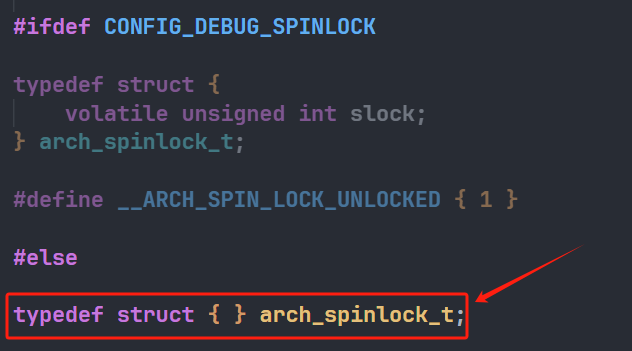 #ifdef CONFIG_DEBUG_SPINLOCK
typedef struct {
volatile unsigned int slock;
} arch_spinlock_t;
#define __ARCH_SPIN_LOCK_UNLOCKED { 1 }
#else
typedef struct { } arch_spinlock_t;